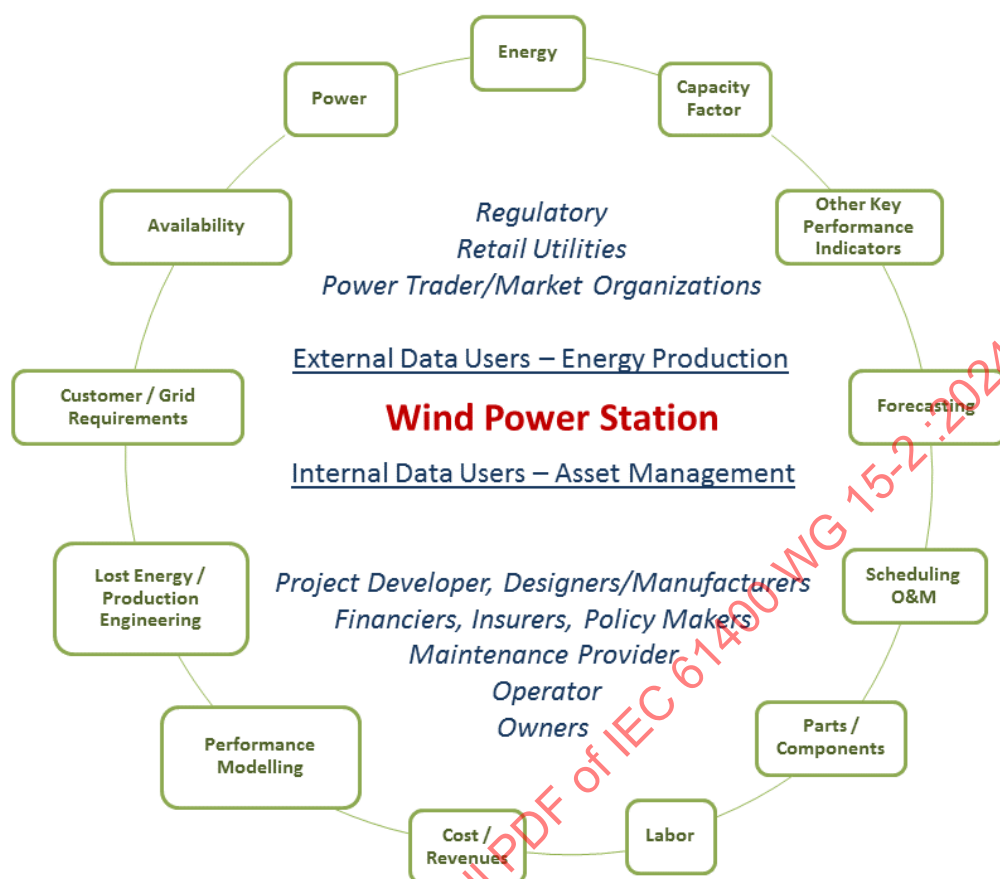 Energy
Power
Capacity
Factor
Availability
Other Key
Performance
Indicators
Regulatory
Retail Utilities
Power Trader/Market Organizations
External Data Users – Energy Production
Customer / Grid
Requirements
Wind Power Station
Forecasting
Internal Data Users – Asset Management
Lost Energy /
Production
Engineering
Project Developer, Designers/Manufacturers
Financiers, Insurers, Policy Makers
Maintenance Provider
Operator
Owners
Scheduling
O&M
Performance
Modelling
Parts /
Components
Cost /
Revenues
Labor
PDF of IEC 61400 WG 15-2 :2024